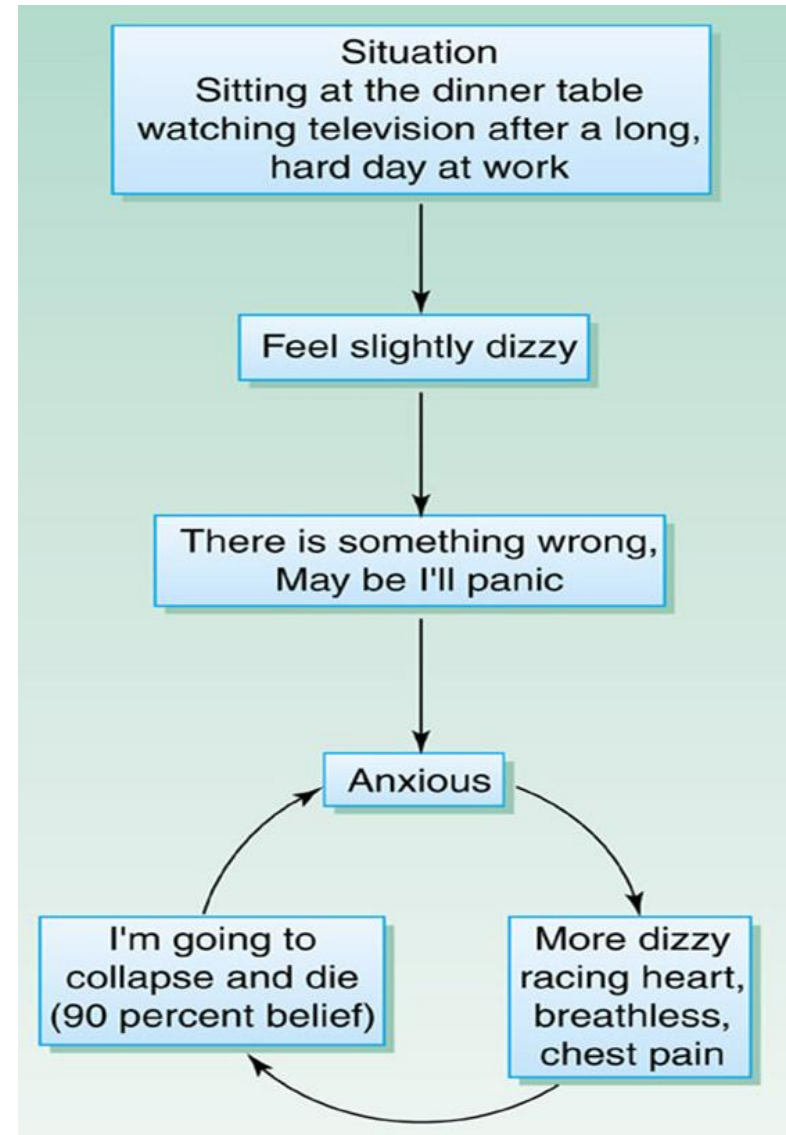 Situation
Sitting at the dinner table
watching television after a long,
hard day at work
Feel slightly dizzy
There is something wrong,
May be I'll panic
Anxious
More dizzy
racing heart,
breathless,
chest pain
I'm going to
collapse and die
(90 percent belief)